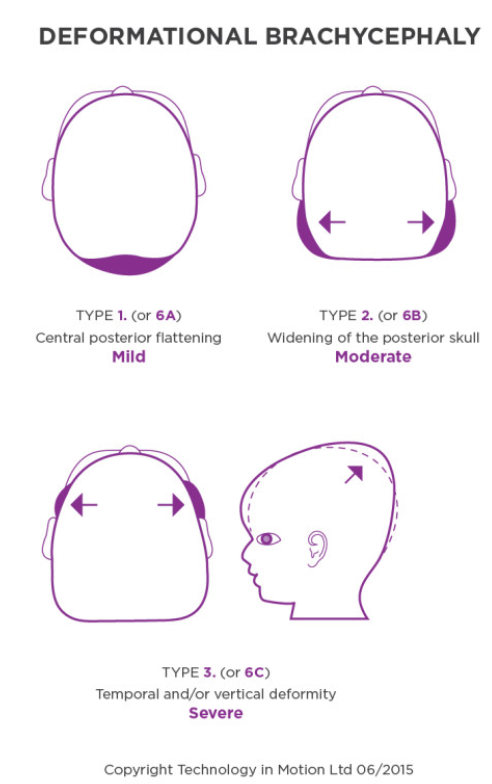 DEFORMATIONAL BRACHYCEPHALY
TYPE 1. (or 6A)
Central posterior flattening
Mild
TYPE 2. (or 6B)
Widening of the posterior skull
Moderate
TYPE 3. (or 6C)
Temporal and/or vertical deformity
Severe
Copyright Technology in Motion Ltd 06/2015